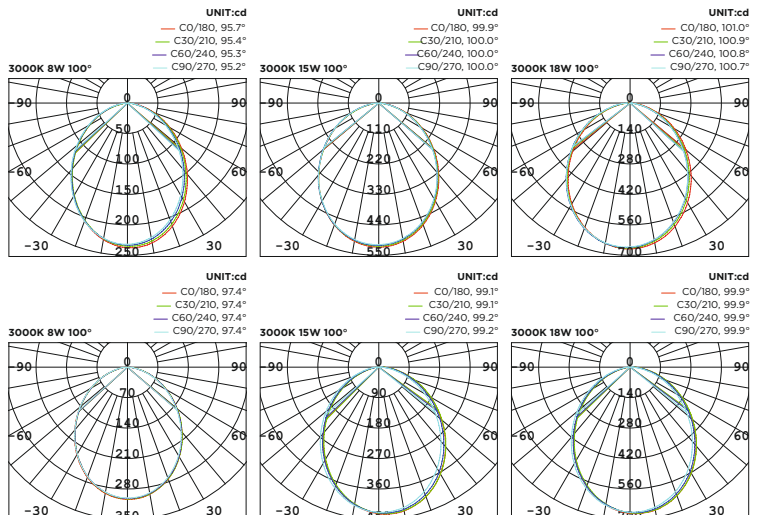 UNIT:cd
C0/180, 95.7°
C30/210, 95.4°
C60/240, 95.3°
C90/270, 95.2°
3000K 8W 100°
0
-90
90
50
100
-60
60
150
200
-30
30
250
UNIT:cd
C0/180, 99.9°
C30/210, 100.0°
C60/240, 100.0°
C90/270, 100.0°
3000K 15W 100°
0
-90
90
110
220
-60
60
330
440
-30
30
550
UNIT:cd
C0/180, 101.0°
C30/210, 100.9°
C60/240, 100.8°
C90/270, 100.7°
3000K 18W 100°
0
-90
90
140
280
-60
60
420
560
-30
30
700
UNIT:cd
C0/180, 97.4°
C30/210, 97.4°
C60/240, 97.4°
C90/270, 97.4°
3000K 8W 100°
0
-90
90
70
140
-60
60
210
280
-30
30
350
UNIT:cd
C0/180, 99.1°
C30/210, 99.1°
C60/240, 99.2°
C90/270, 99.2°
3000K 15W 100°
0
-90
90
90
180
-60
60
270
360
-30
30
UNIT:cd
C0/180, 99.9°
C30/210, 99.9°
C60/240, 99.9°
C90/270, 99.9°
3000K 18W 100°
0
-90
90
140
280
-60
60
420
560
-30
30